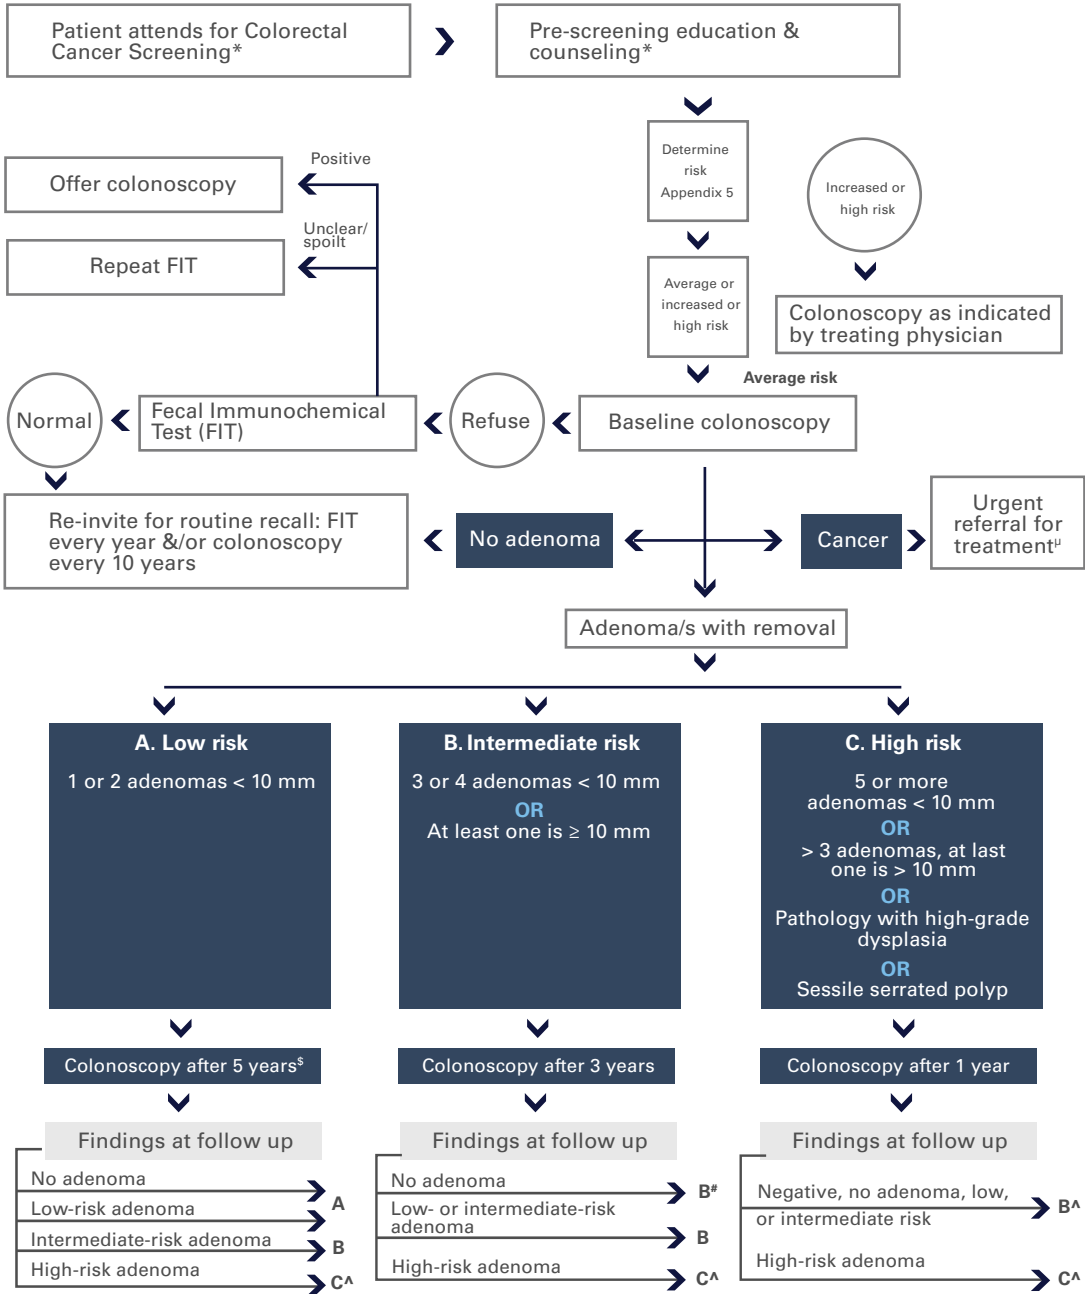 Patient attends for Colorectal
Cancer Screening*
Pre-screening education &
counseling*
Determine
risk
Appendix 5
Increased or
high risk
Positive
Offer colonoscopy
Unclear/
spoilt
Repeat FIT
Average or
increased or
high risk
Colonoscopy as indicated
by treating physician
Average risk
Normal
Fecal Immunochemical
Test (FIT)
Refuse
Baseline colonoscopy
Re-invite for routine recall: FIT
every year &/or colonoscopy
every 10 years
No adenoma
Cancer
Urgent
referral for
treatmentµ
Adenoma/s with removal
A. Low risk
1 or 2 adenomas < 10 mm
B. Intermediate risk
3 or 4 adenomas < 10 mm
OR
At least one is ≥ 10 mm
C. High risk
5 or more
adenomas < 10 mm
OR
> 3 adenomas, at last
one is > 10 mm
OR
Pathology with high-grade
dysplasia
OR
Sessile serrated polyp
Colonoscopy after 5 years$
Colonoscopy after 3 years
Colonoscopy after 1 year
Findings at follow up
No adenoma
Low-risk adenoma
A
Intermediate-risk adenoma
B
High-risk adenoma
C^
Findings at follow up
No adenoma
B#
Low- or intermediate-risk
adenoma
B
High-risk adenoma
C^
Findings at follow up
Negative, no adenoma, low,
or intermediate risk
B^
High-risk adenoma
C^